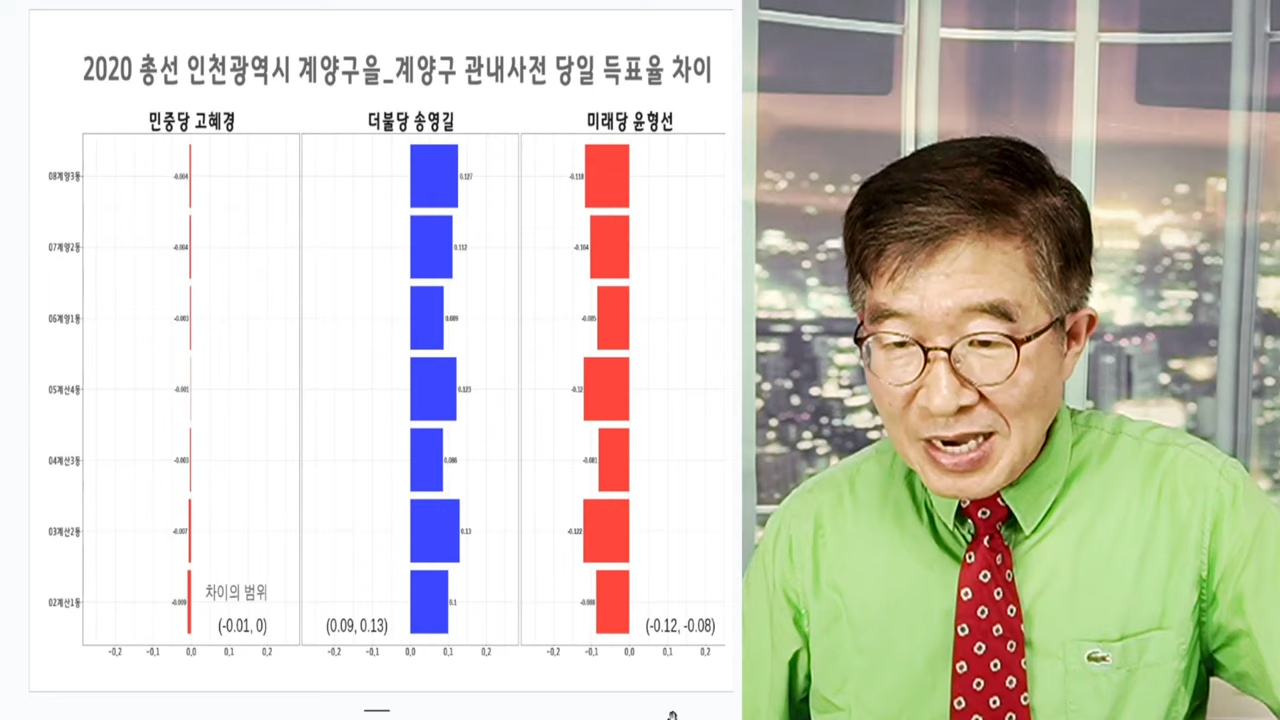 2020 총선 인천광역시 계양구을_계양구 관내사전 당일 득표율 차이
민중당 고혜경 더불당 송영길 미래당 윤형선
08계양3동 -0.004 0.127 -0.118
07계양2동 -0.004 0.112 -0.104
06계양1동 -0.003 0.089 -0.085
05계산4동 -0.001 0.123 -0.12
04계산3동 -0.003 0.086 -0.081
03계산2동 -0.007 0.13 -0.122
02계산1동 -0.009 0.1 -0.088
차이의 범위
(-0.01, 0) (0.09, 0.13) (-0.12, -0.08)
-0,2 -0,1 0,0 0,1 0,2 -0,2 -0,1 0,0 0,1 0,2 -0,2 -0,1 0,0 0,1 0,2